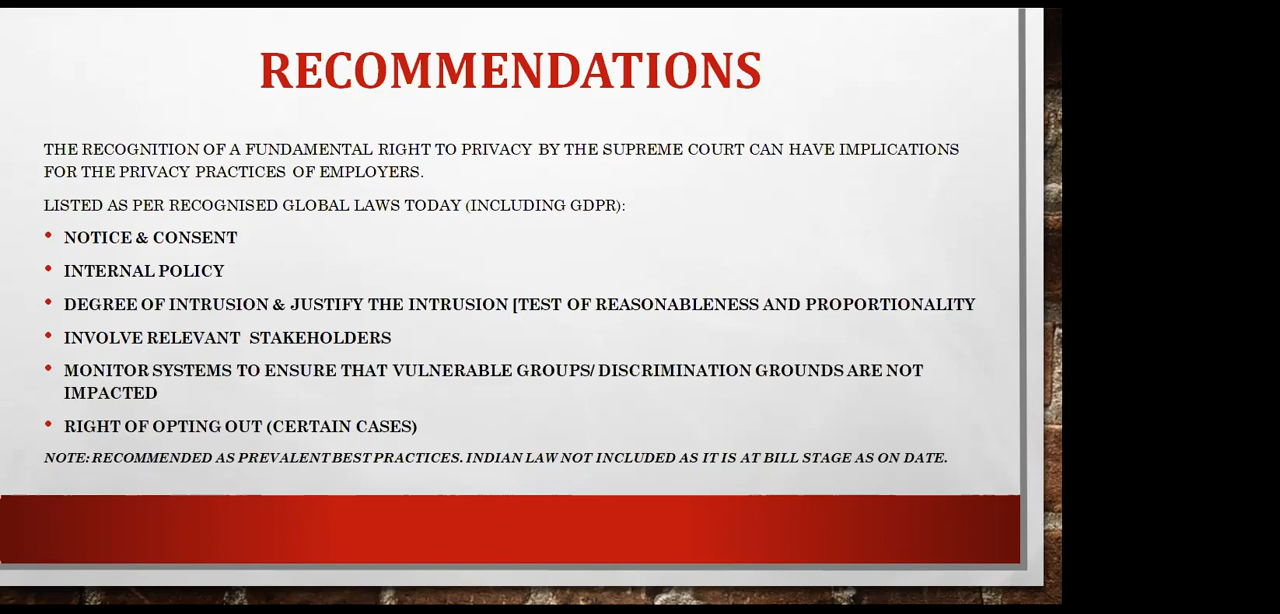 RECOMMENDATIONS
THE RECOGNITION OF A FUNDAMENTAL RIGHT TO PRIVACY BY THE SUPREME COURT CAN HAVE IMPLICATIONS
FOR THE PRIVACY PRACTICES OF EMPLOYERS.
LISTED AS PER RECOGNISED GLOBAL LAWS TODAY (INCLUDING GDPR):
• NOTICE & CONSENT
• INTERNAL POLICY
• DEGREE OF INTRUSION & JUSTIFY THE INTRUSION [TEST OF REASONABLENESS AND PROPORTIONALITY
• INVOLVE RELEVANT STAKEHOLDERS
• MONITOR SYSTEMS TO ENSURE THAT VULNERABLE GROUPS/ DISCRIMINATION GROUNDS ARE NOT
IMPACTED
• RIGHT OF OPTING OUT (CERTAIN CASES)
NOTE: RECOMMENDED AS PREVALENT BEST PRACTICES. INDIAN LAW NOT INCLUDED AS IT IS AT BILL STAGE AS ON DATE.